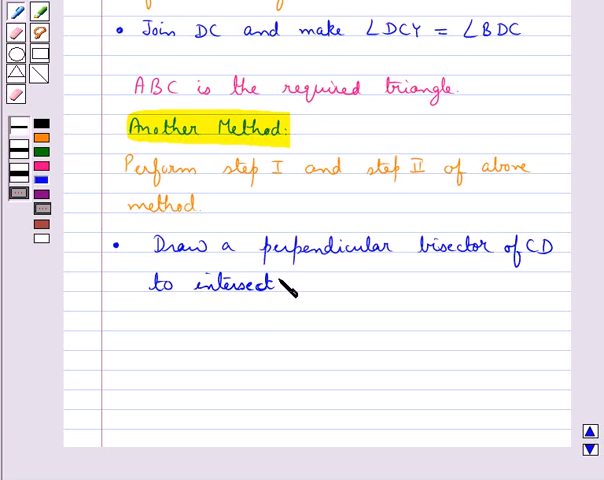 • Join DC and make ∠DCY = ∠BDC
ABC is the required triangle.
Another Method:
Perform step I and step II of above
method.
• Draw a perpendicular bisector of CD
to intersect